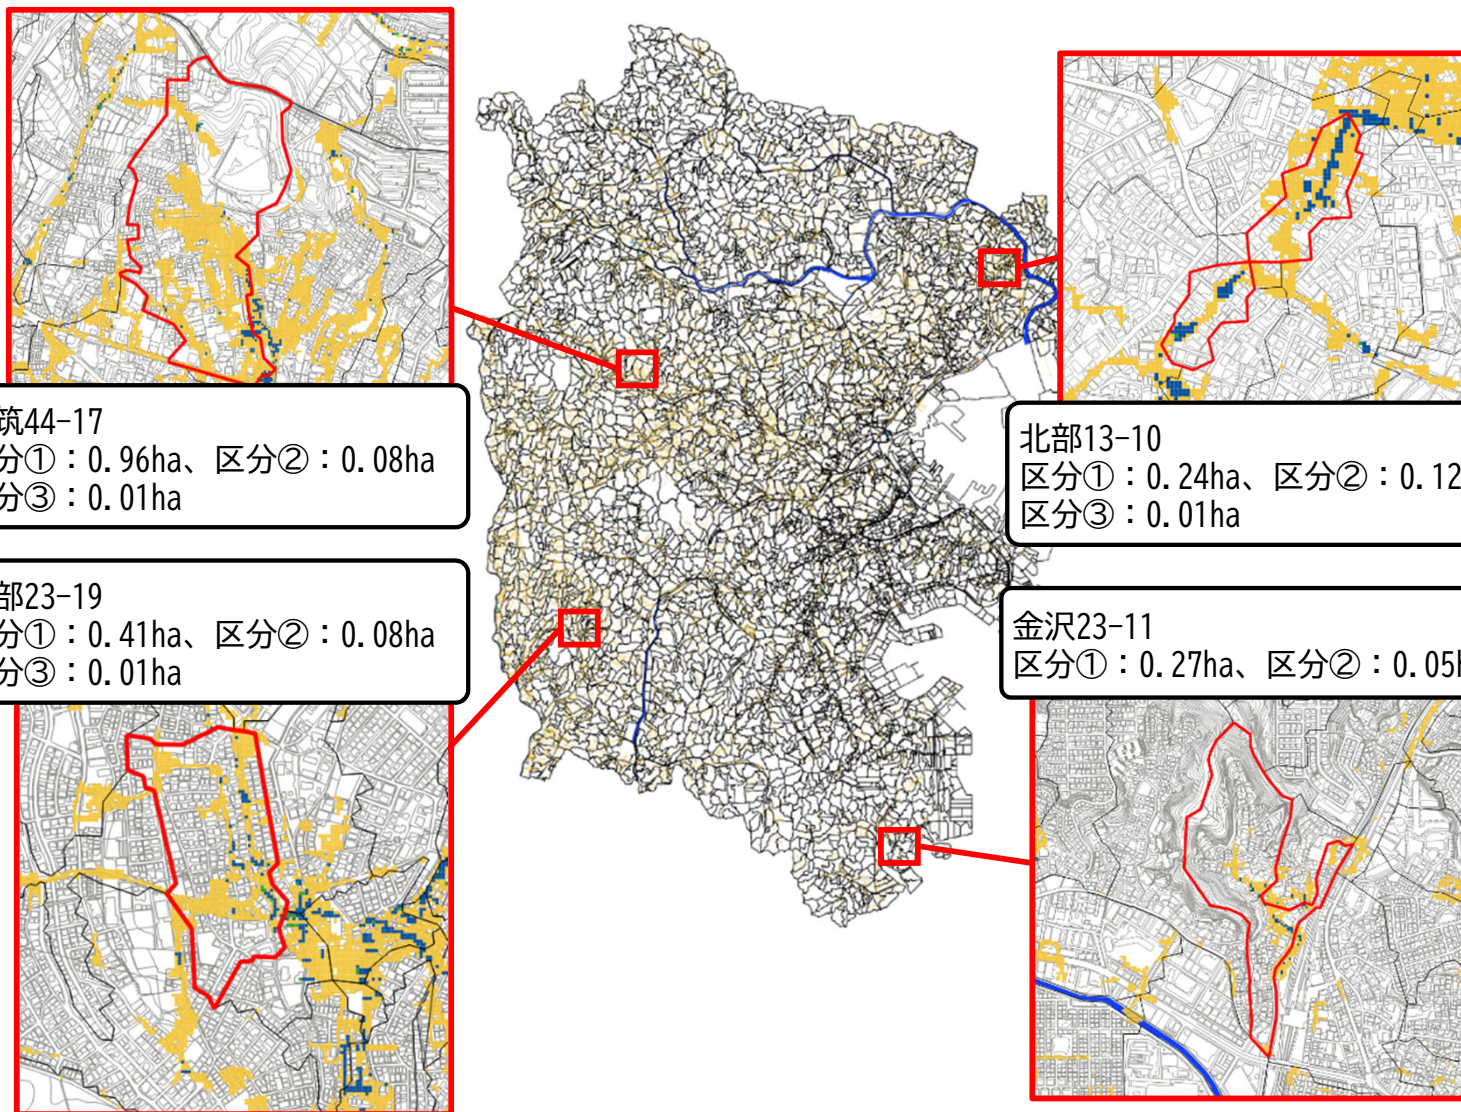 筑44-17
分①：0.96ha、区分②：0.08ha
分③：0.01ha
北部13-10
区分①：0.24ha、区分②：0.12
区分③：0.01ha
部23-19
分①：0.41ha、区分②：0.08ha
分③：0.01ha
金沢23-11
区分①：0.27ha、区分②：0.05h